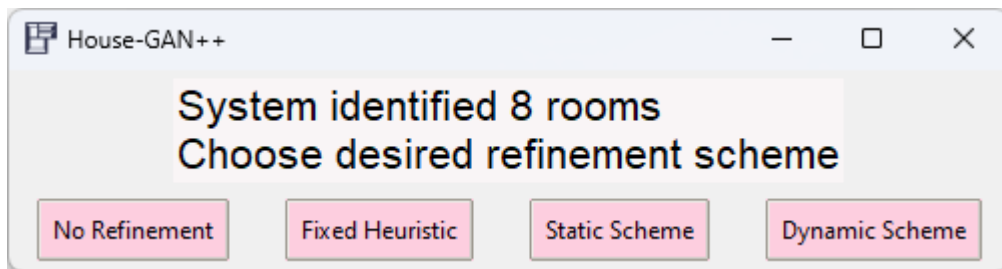 House-GAN++
System identified 8 rooms
Choose desired refinement scheme
No Refinement Fixed Heuristic Static Scheme Dynamic Scheme